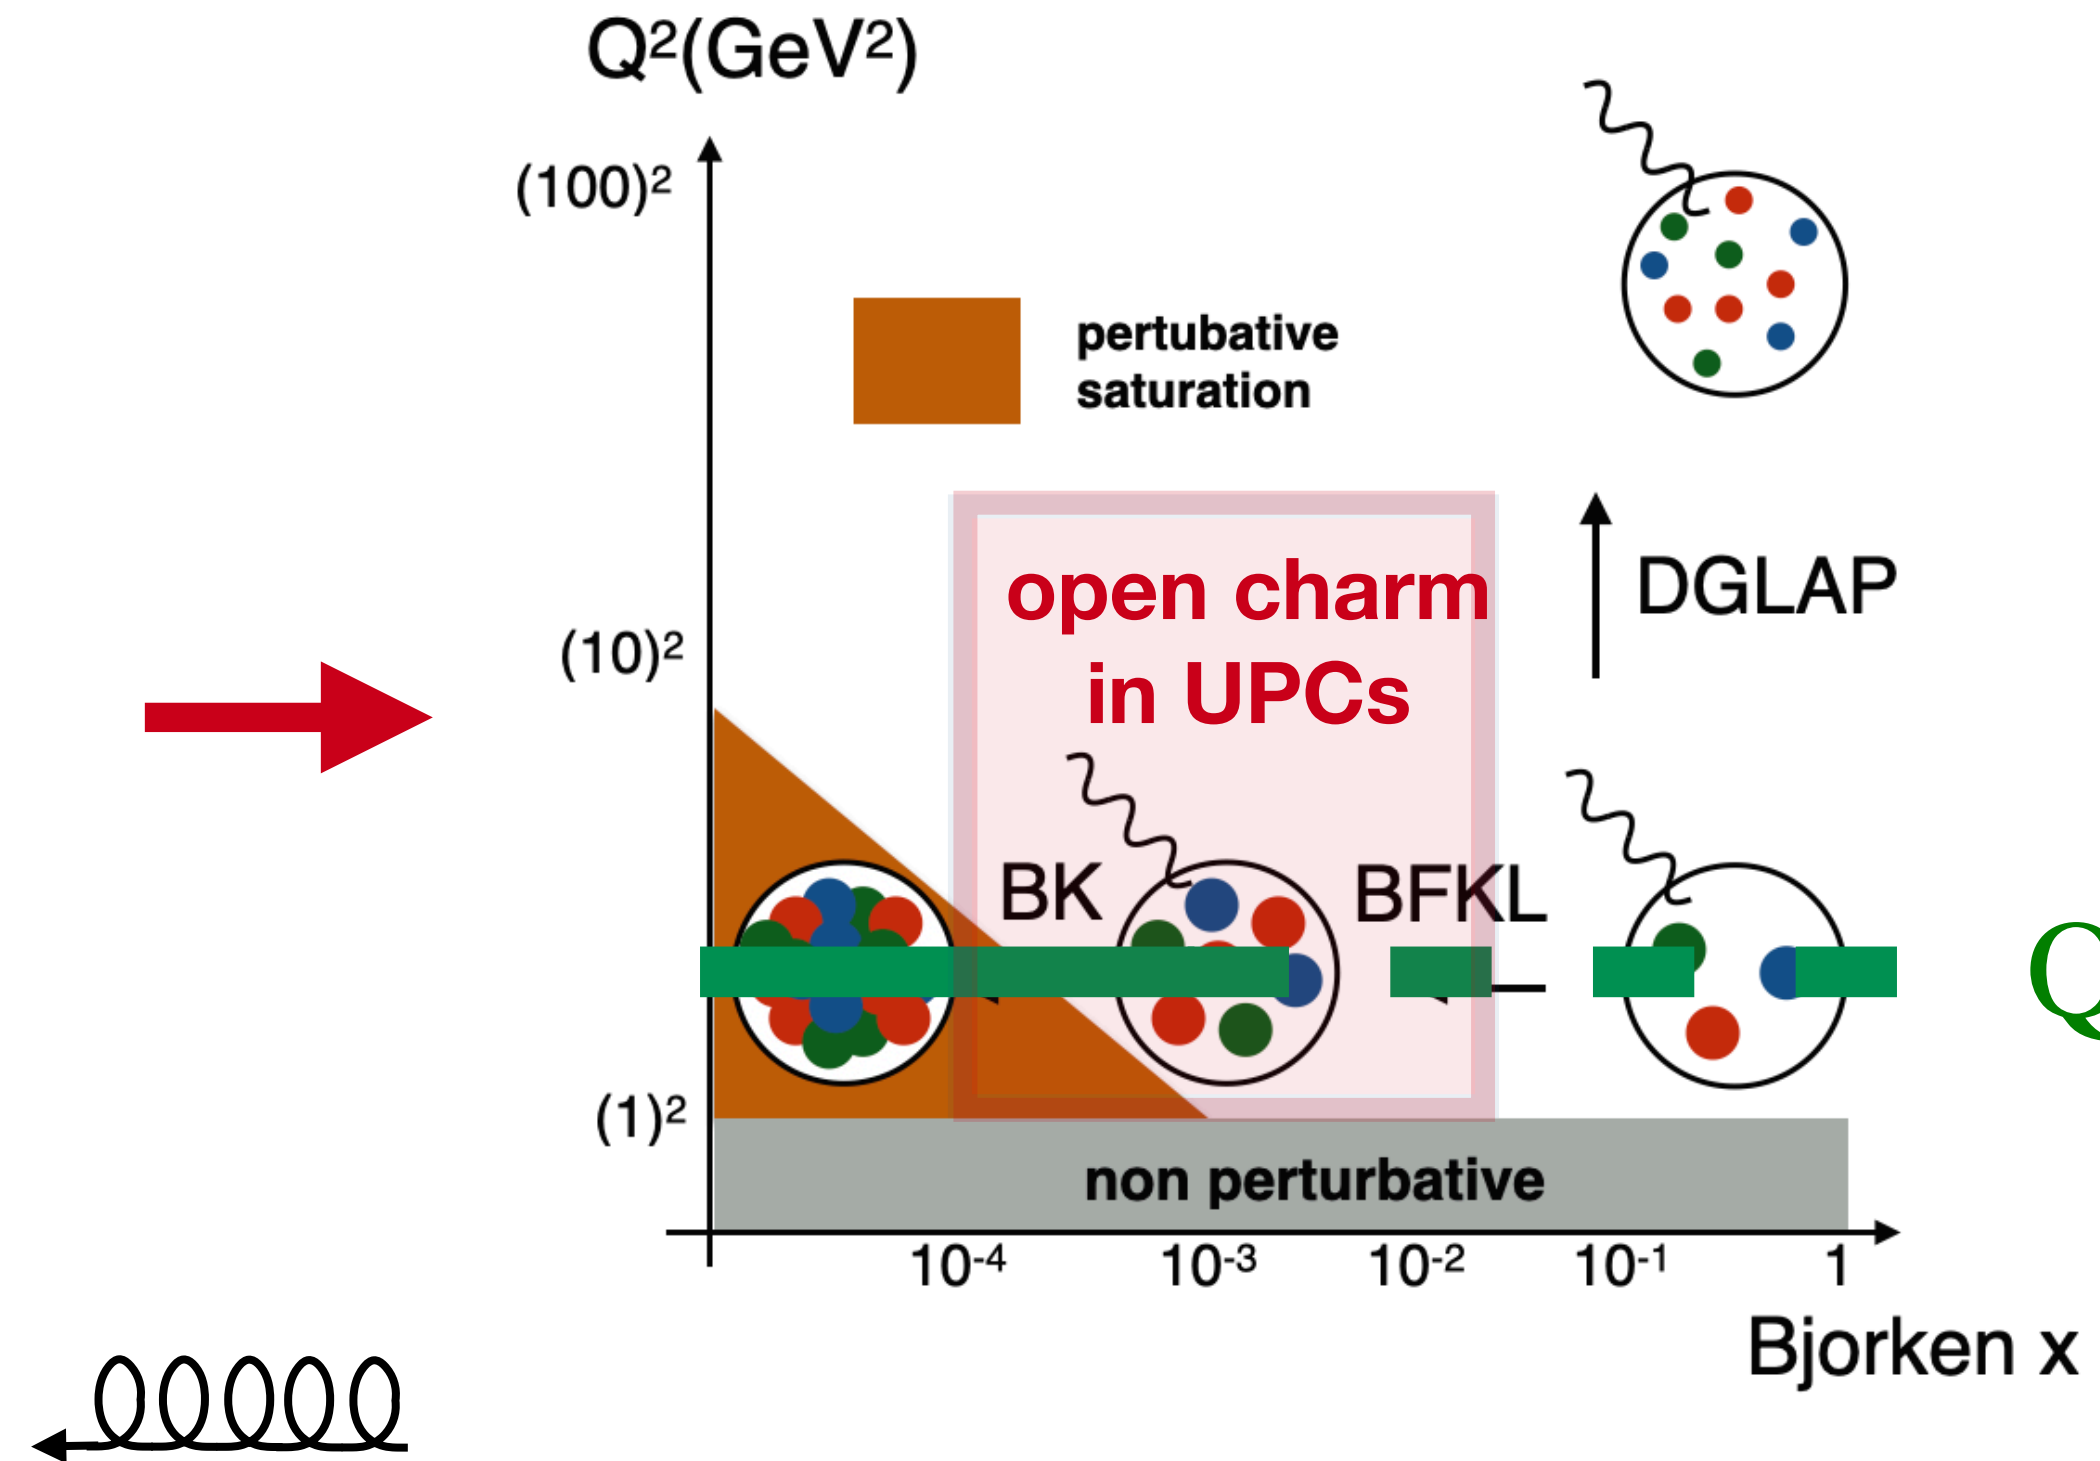 Q²(GeV²)
(100)²
pertubative
saturation
open charm
in UPCs
DGLAP
(10)²
BK
BFKL
Q
(1)²
non perturbative
10⁻⁴ 10⁻³ 10⁻² 10⁻¹ 1
Bjorken x